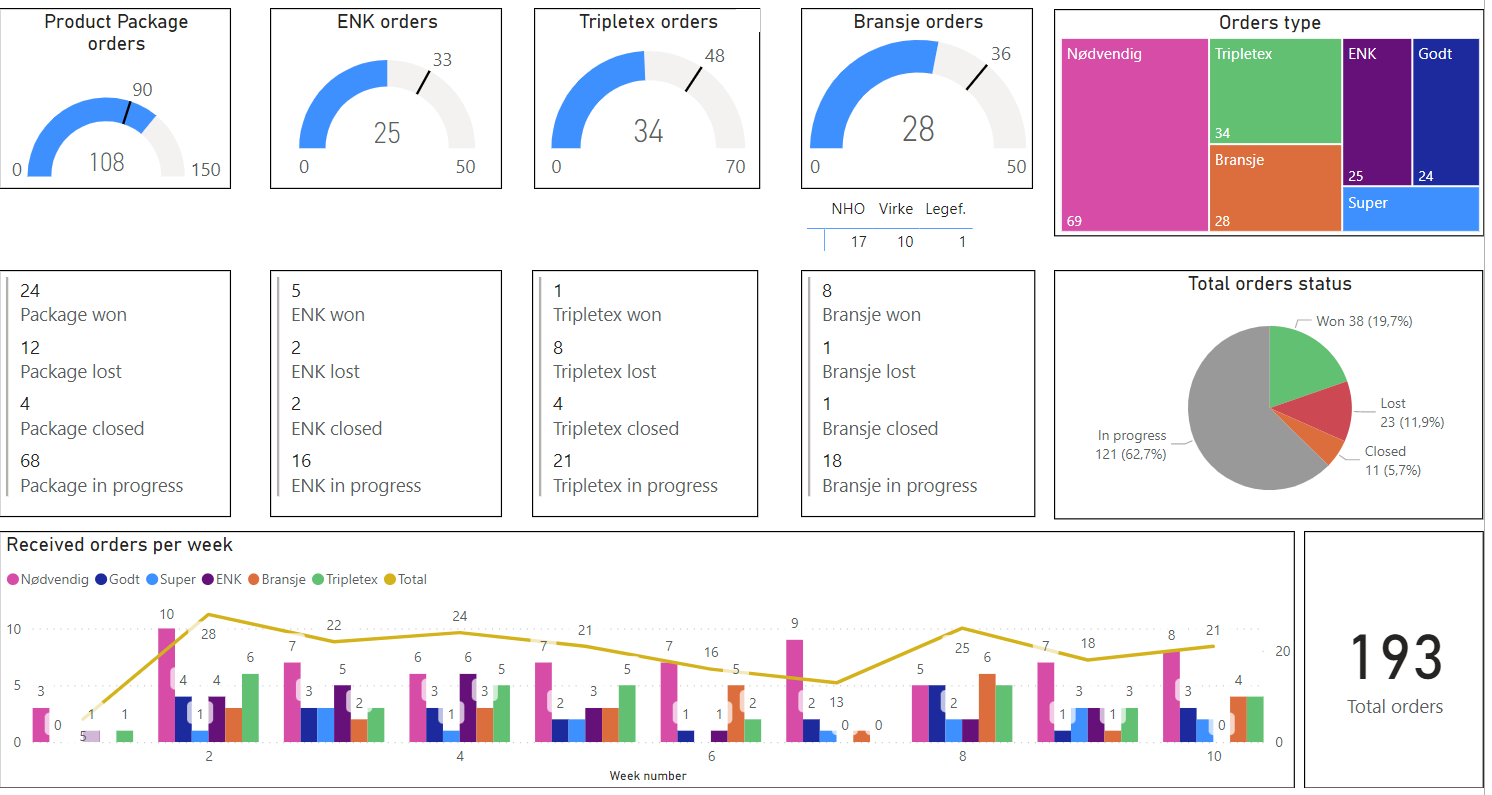 Product Package
orders
90
108
0
150
ENK orders
33
25
0
50
Tripletex orders
48
34
0
70
Bransje orders
36
28
0
50
NHO Virke Legef.
17 10 1
Orders type
Nødvendig
69
Tripletex
34
Bransje
28
ENK
25
Godt
24
Super
24
Package won
12
Package lost
4
Package closed
68
Package in progress
5
ENK won
2
ENK lost
2
ENK closed
16
ENK in progress
1
Tripletex won
8
Tripletex lost
4
Tripletex closed
21
Tripletex in progress
8
Bransje won
1
Bransje lost
1
Bransje closed
18
Bransje in progress
Total orders status
Won 38 (19,7%)
Lost
23 (11,9%)
Closed
11 (5,7%)
In progress
121 (62,7%)
Received orders per week
Nødvendig Godt Super ENK Bransje Tripletex Total
10
5
0
3 0 5 1 1
10 4 1 28 4 3 6
7 3 22 5 2 3
6 3 1 24 6 3 5
7 2 21 3 5
7 1 16 1 5 2
9 2 13 0 0
5 2 25 6
7 1 3 18 1 3
8 3 21 0 4
20
0
2 4 6 8 10
Week number
193
Total orders